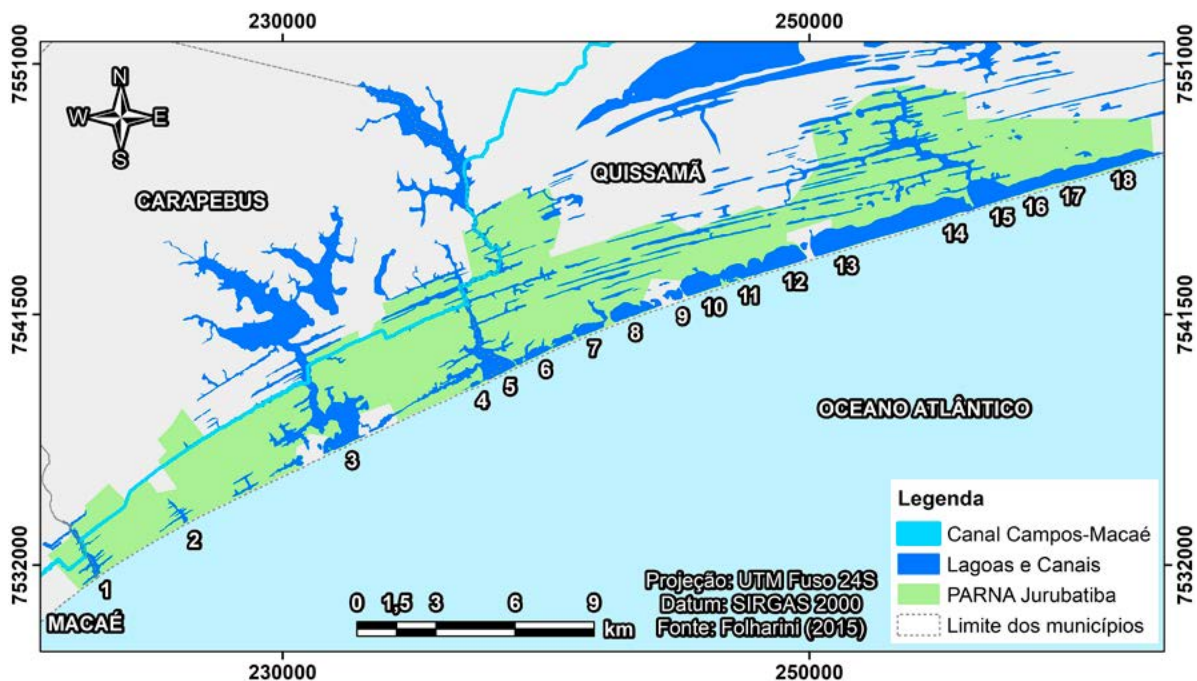 230000
250000
7551000
7551000
N
W E
S
QUISSAMÃ
CARAPEBUS
18
17
16
15
14
13
12
11
10
9
8
7
6
5
4
3
2
1
7541500
7541500
OCEANO ATLÂNTICO
7532000
7532000
MACAÉ
0 1,5 3 6 9
km
Projeção: UTM Fuso 24S
Datum: SIRGAS 2000
Fonte: Folharini (2015)
Legenda
Canal Campos-Macaé
Lagoas e Canais
PARNA Jurubatiba
Limite dos municípios
230000
250000